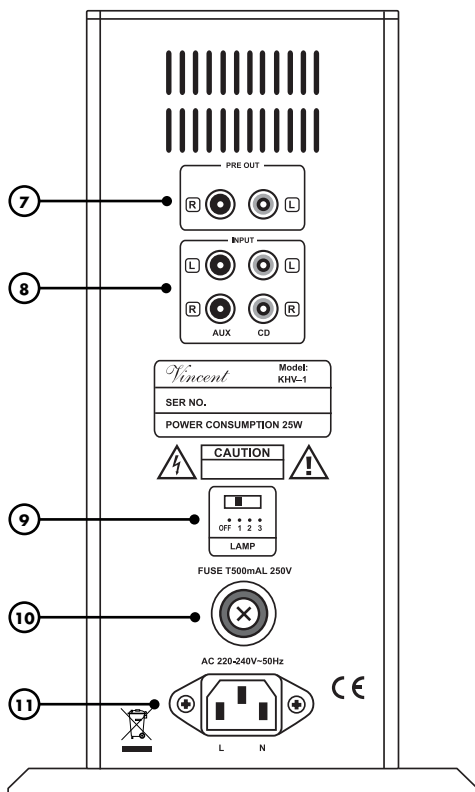 PRE OUT
7
R L
INPUT
L L
8
R R
AUX CD
Vincent Model:
KHV–1
SER NO.
POWER CONSUMPTION 25W
CAUTION
9
OFF 1 2 3
LAMP
FUSE T500mAL 250V
10
AC 220-240V~50Hz
CE
11
L N